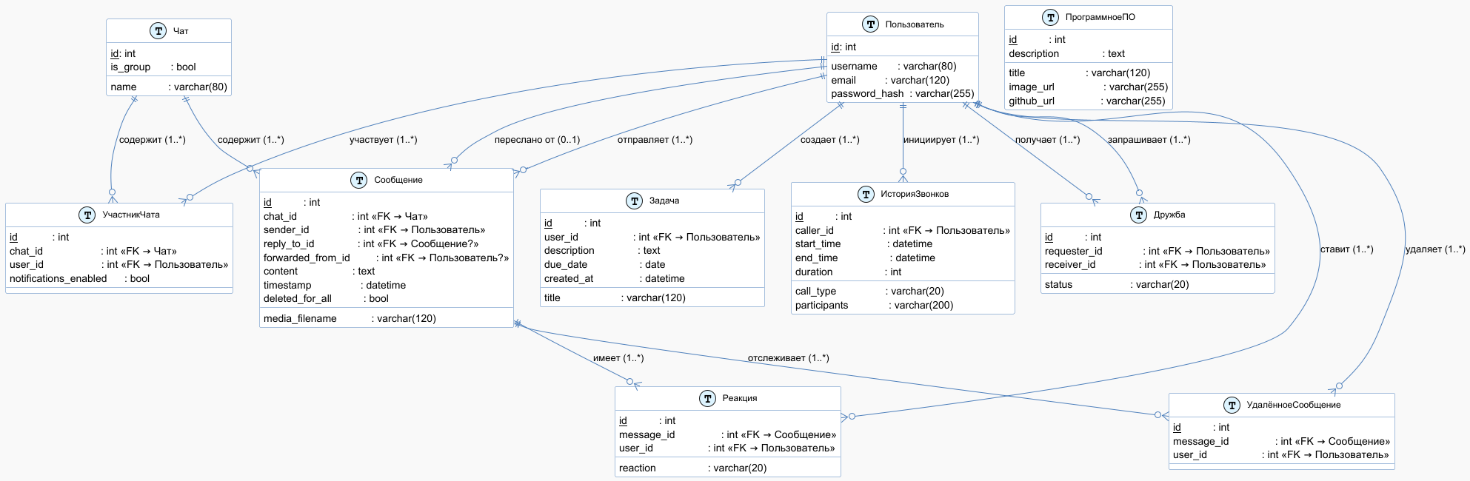 T Чат
id: int
is_group : bool
name : varchar(80)
T Пользователь
id: int
username : varchar(80)
email : varchar(120)
password_hash : varchar(255)
T ПрограммноеПО
id : int
description : text
title : varchar(120)
image_url : varchar(255)
github_url : varchar(255)
содержит (1..*)
содержит (1..*)
участвует (1..*)
переслано от (0..1)
отправляет (1..*)
создает (1..*)
инициирует (1..*)
получает (1..*)
запрашивает (1..*)
T УчастникЧата
id : int
chat_id : int «FK → Чат»
user_id : int «FK → Пользователь»
notifications_enabled : bool
T Сообщение
id : int
chat_id : int «FK → Чат»
sender_id : int «FK → Пользователь»
reply_to_id : int «FK → Сообщение?»
forwarded_from_id : int «FK → Пользователь?»
content : text
timestamp : datetime
deleted_for_all : bool
media_filename : varchar(120)
T Задача
id : int
user_id : int «FK → Пользователь»
description : text
due_date : date
created_at : datetime
title : varchar(120)
T ИсторияЗвонков
id : int
caller_id : int «FK → Пользователь»
start_time : datetime
end_time : datetime
duration : int
call_type : varchar(20)
participants : varchar(200)
T Дружба
id : int
requester_id : int «FK → Пользователь»
receiver_id : int «FK → Пользователь»
status : varchar(20)
ставит (1..*)
удаляет (1..*)
имеет (1..*)
отслеживает (1..*)
T Реакция
id : int
message_id : int «FK → Сообщение»
user_id : int «FK → Пользователь»
reaction : varchar(20)
T УдалённоеСообщение
id : int
message_id : int «FK → Сообщение»
user_id : int «FK → Пользователь»